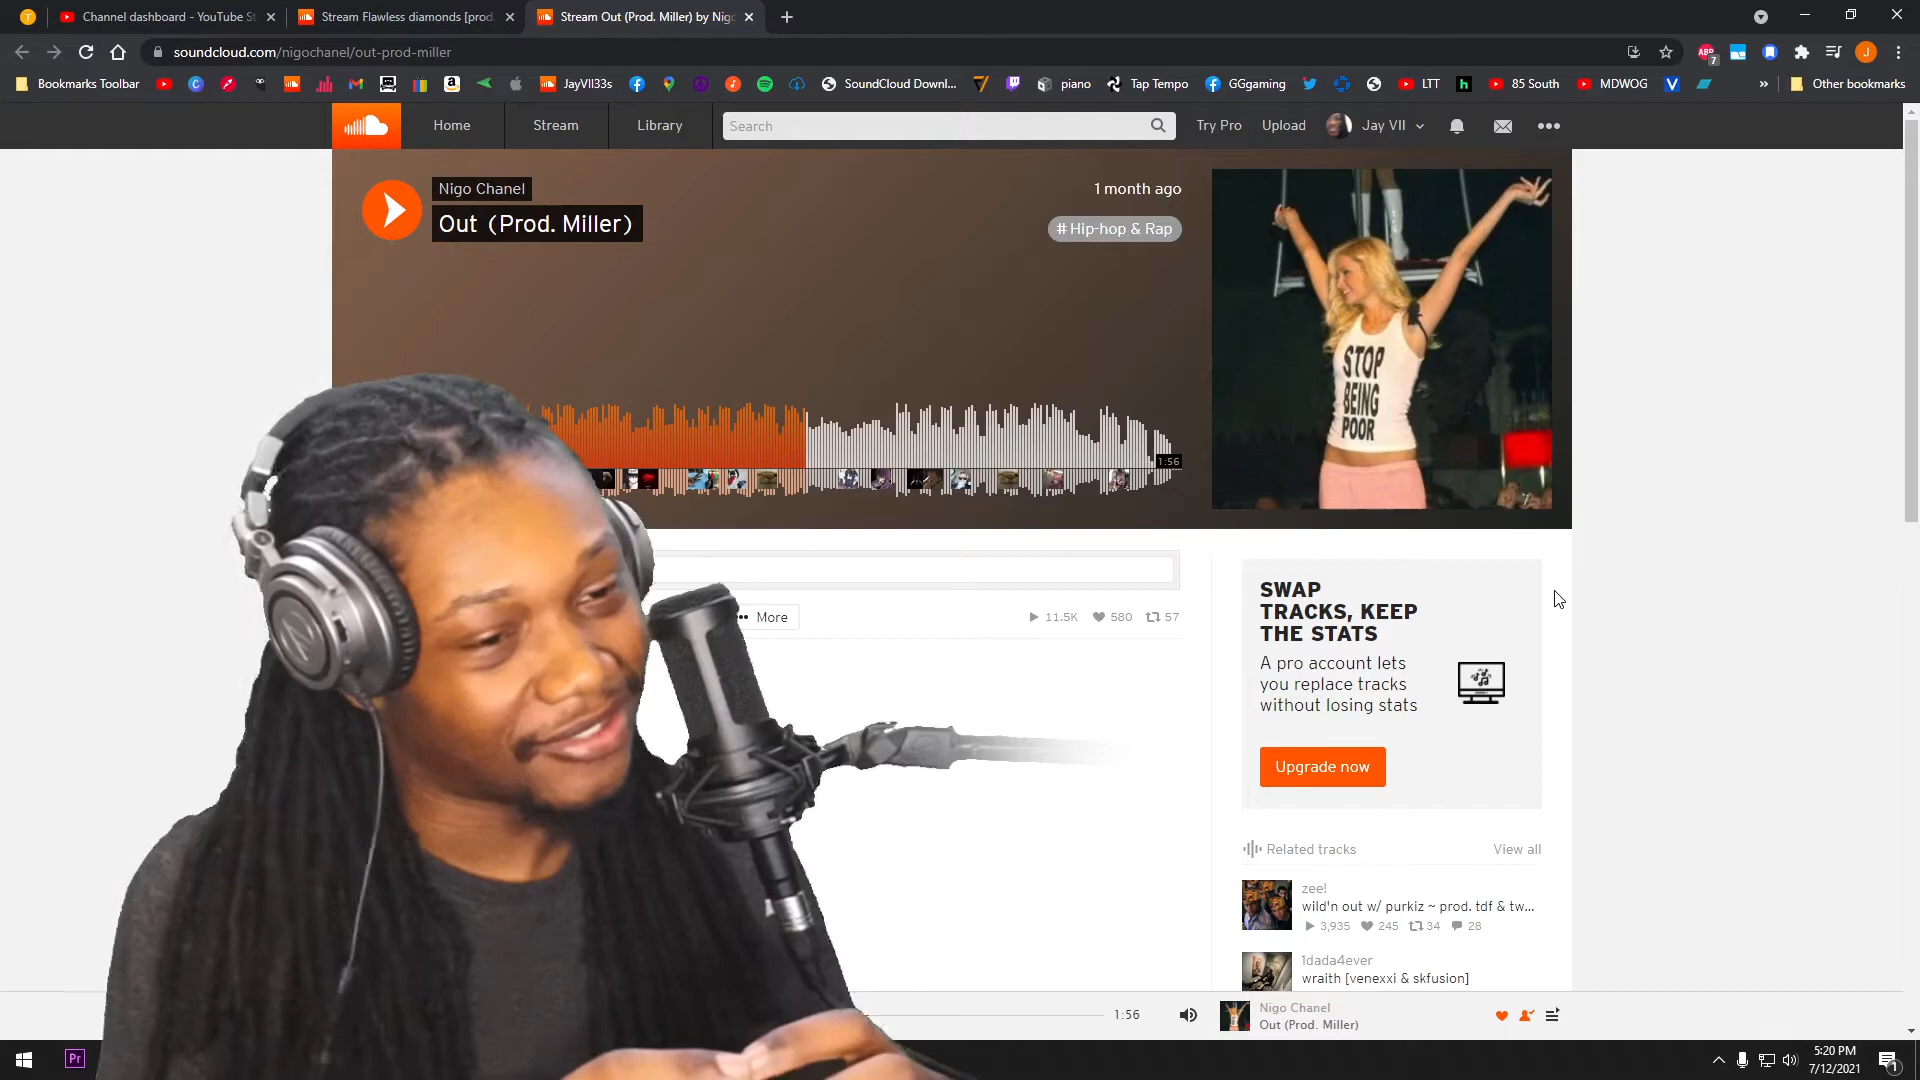 Channel dashboard - YouTube St
Stream Flawless diamonds [prod.
Stream Out (Prod. Miller) by Nigo
soundcloud.com/nigochanel/out-prod-miller
ABP
7
J
Bookmarks Toolbar
JayVII33s
SoundCloud Downl...
piano
Tap Tempo
GGgaming
LTT
85 South
MDWOG
Other bookmarks
Home
Stream
Library
Search
Try Pro
Upload
Jay VII
Nigo Chanel
Out (Prod. Miller)
1 month ago
# Hip-hop & Rap
STOP
BEING
POOR
1:56
More
11.5K
580
57
SWAP
TRACKS, KEEP
THE STATS
A pro account lets
you replace tracks
without losing stats
Upgrade now
Related tracks
View all
zee!
wild'n out w/ purkiz ~ prod. tdf & tw...
3,935
245
34
28
1dada4ever
wraith [venexxi & skfusion]
1:56
Nigo Chanel
Out (Prod. Miller)
Pr
5:20 PM
7/12/2021
1